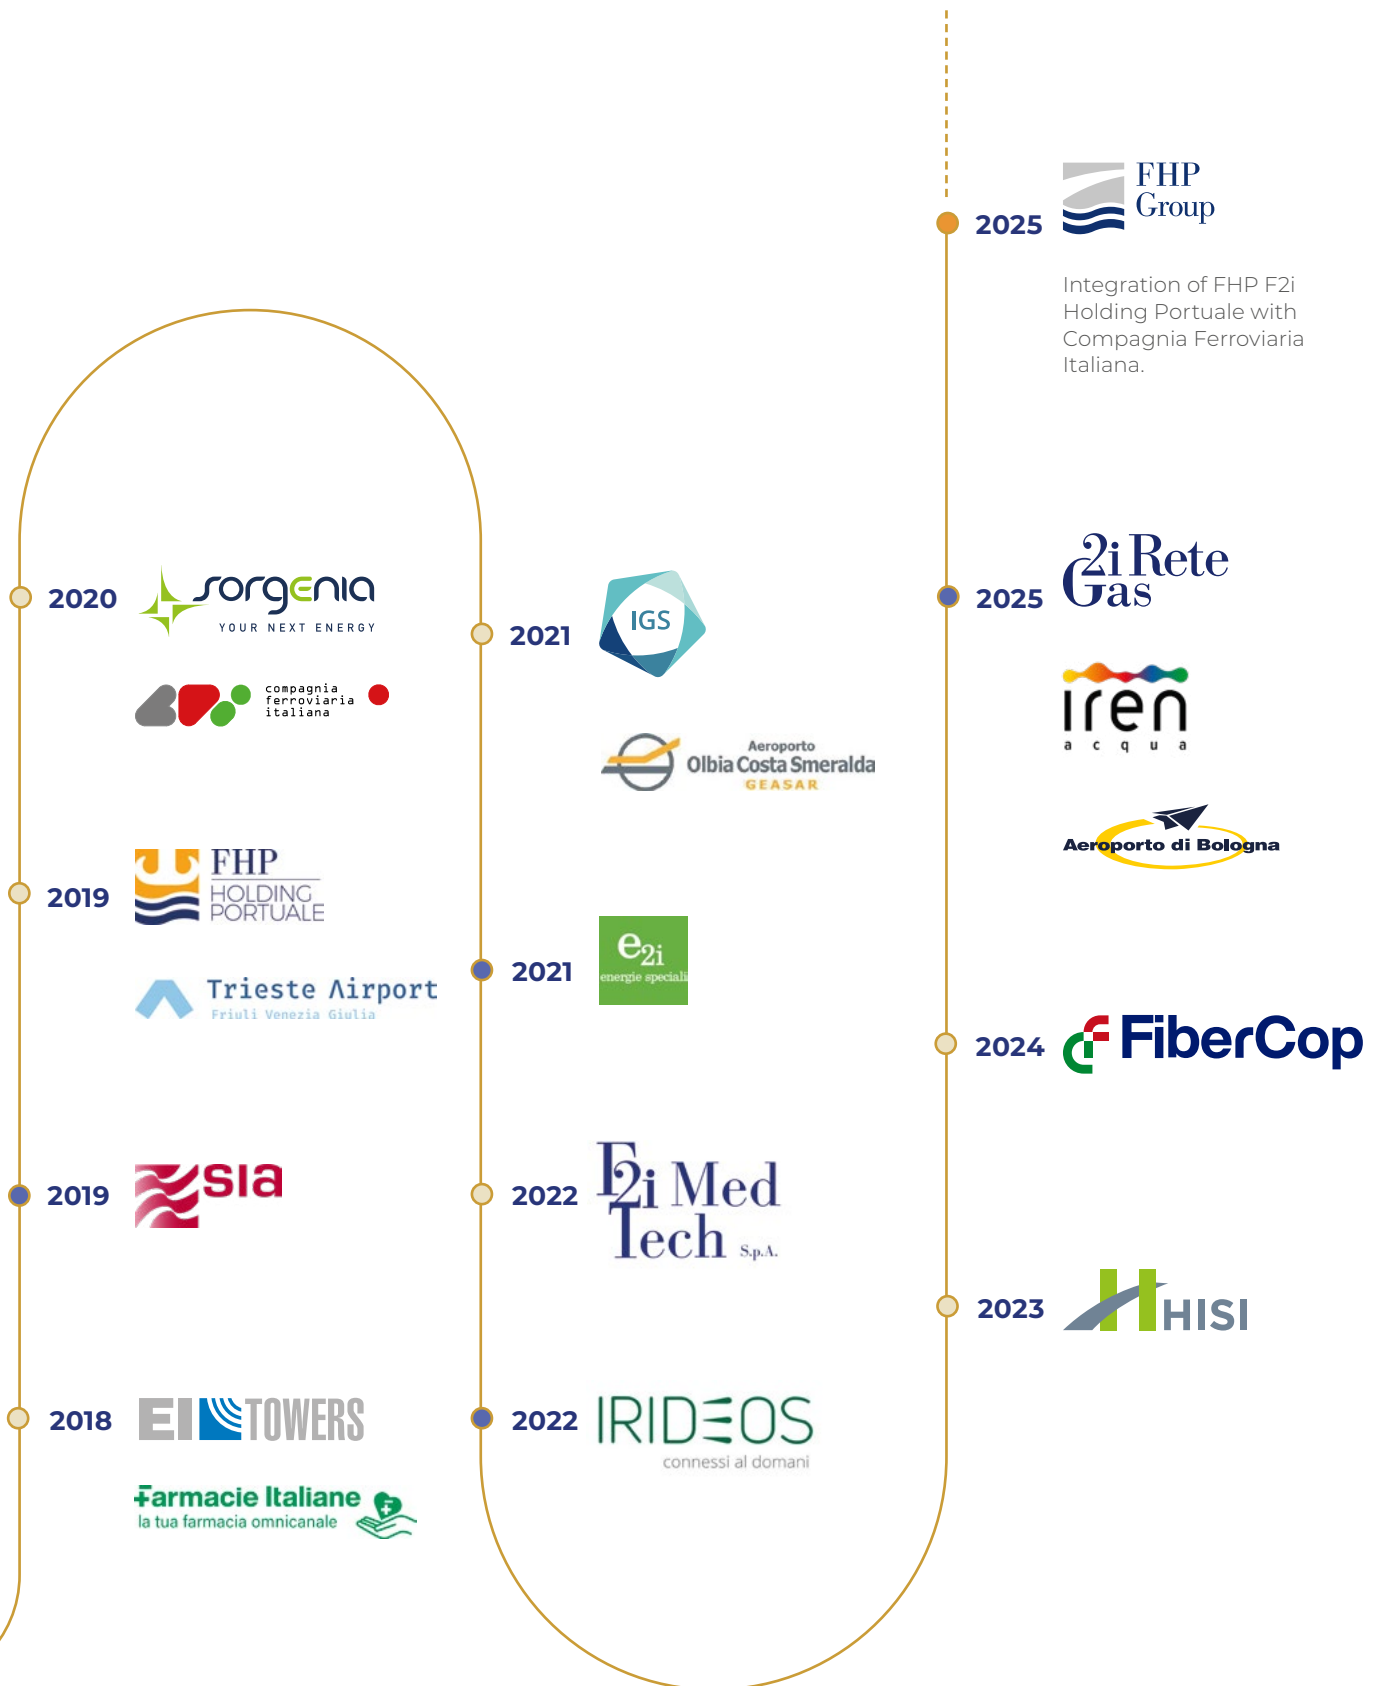 2020
sorgenia
YOUR NEXT ENERGY
compagnia
ferroviaria
italiana
2019
FHP
HOLDING
PORTUALE
Trieste Airport
Friuli Venezia Giulia
2019
sia
2018
EI TOWERS
Farmacie Italiane
la tua farmacia omnicanale
2021
IGS
Aeroporto
Olbia Costa Smeralda
GEASAR
2021
e2i
energie speciali
2022
F2i Med
Tech S.p.A.
2022
IRIDEOS
connessi al domani
2025
FHP
Group
Integration of FHP F2i
Holding Portuale with
Compagnia Ferroviaria
Italiana.
2025
2i Rete
Gas
iren
acqua
Aeroporto di Bologna
2024
FiberCop
2023
HISI